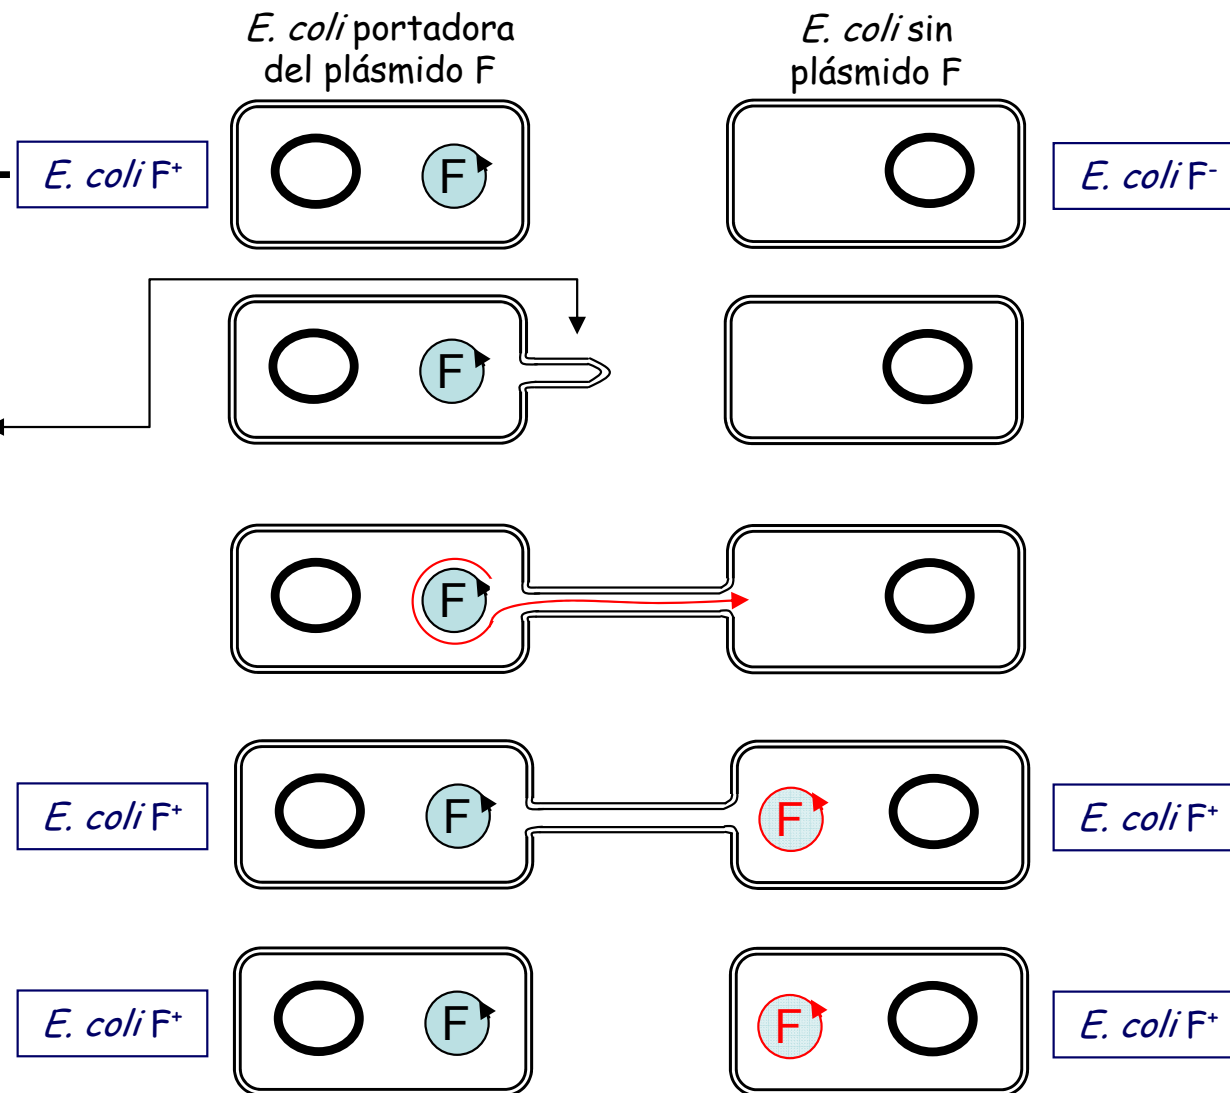 E. coli portadora
del plásmido F
E. coli sin
plásmido F
E. coli F⁺
F
E. coli F⁻
F
F
E. coli F⁺
F
F
E. coli F⁺
E. coli F⁺
F
F
E. coli F⁺